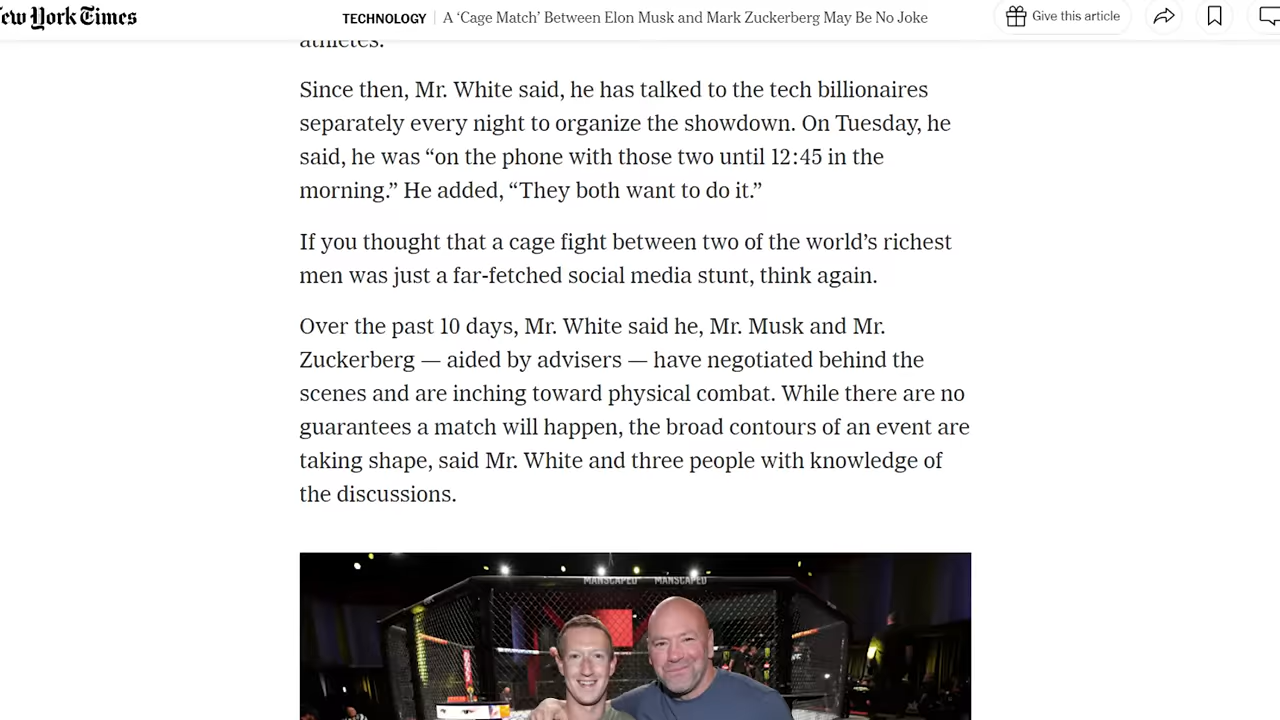 New York Times
TECHNOLOGY A ‘Cage Match’ Between Elon Musk and Mark Zuckerberg May Be No Joke
Give this article
athletes.
Since then, Mr. White said, he has talked to the tech billionaires
separately every night to organize the showdown. On Tuesday, he
said, he was “on the phone with those two until 12:45 in the
morning.” He added, “They both want to do it.”
If you thought that a cage fight between two of the world’s richest
men was just a far-fetched social media stunt, think again.
Over the past 10 days, Mr. White said he, Mr. Musk and Mr.
Zuckerberg — aided by advisers — have negotiated behind the
scenes and are inching toward physical combat. While there are no
guarantees a match will happen, the broad contours of an event are
taking shape, said Mr. White and three people with knowledge of
the discussions.
MANSCAPED MANSCAPED